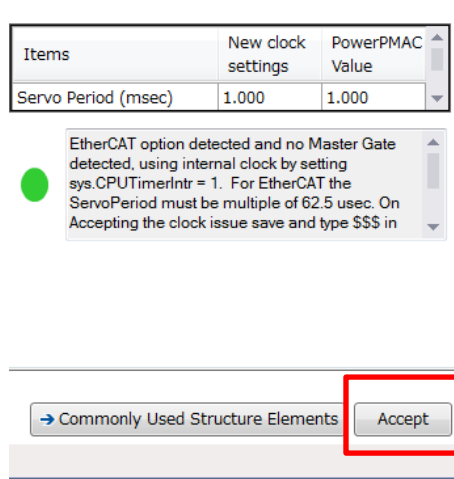 Items New clock settings PowerPMAC Value
Servo Period (msec) 1.000 1.000
EtherCAT option detected and no Master Gate
detected, using internal clock by setting
sys.CPUTimerIntr = 1.  For EtherCAT the
ServoPeriod must be multiple of 62.5 usec. On
Accepting the clock issue save and type $$$ in
Commonly Used Structure Elements Accept